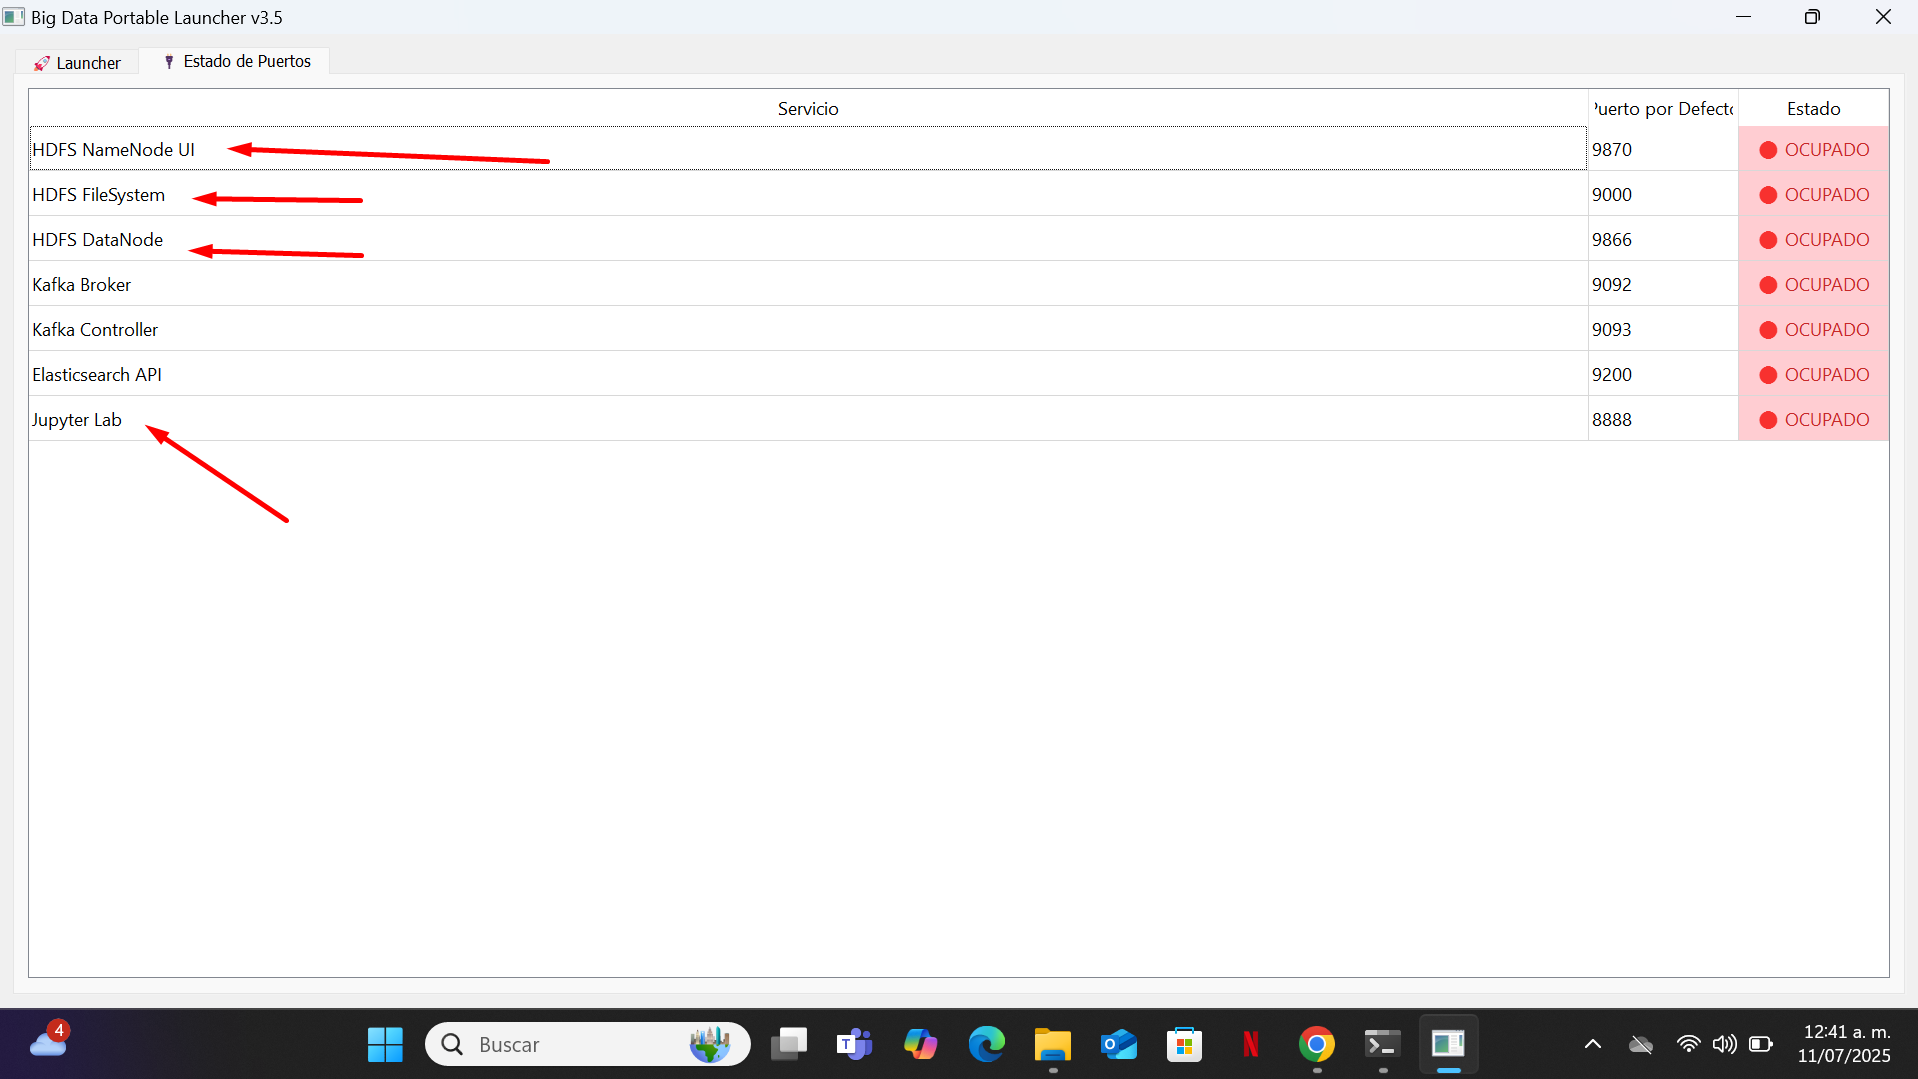 Big Data Portable Launcher v3.5
Launcher
Estado de Puertos
Servicio
Puerto por Defecto
Estado
HDFS NameNode UI
9870
OCUPADO
HDFS FileSystem
9000
OCUPADO
HDFS DataNode
9866
OCUPADO
Kafka Broker
9092
OCUPADO
Kafka Controller
9093
OCUPADO
Elasticsearch API
9200
OCUPADO
Jupyter Lab
8888
OCUPADO
4
Buscar
12:41 a. m.
11/07/2025